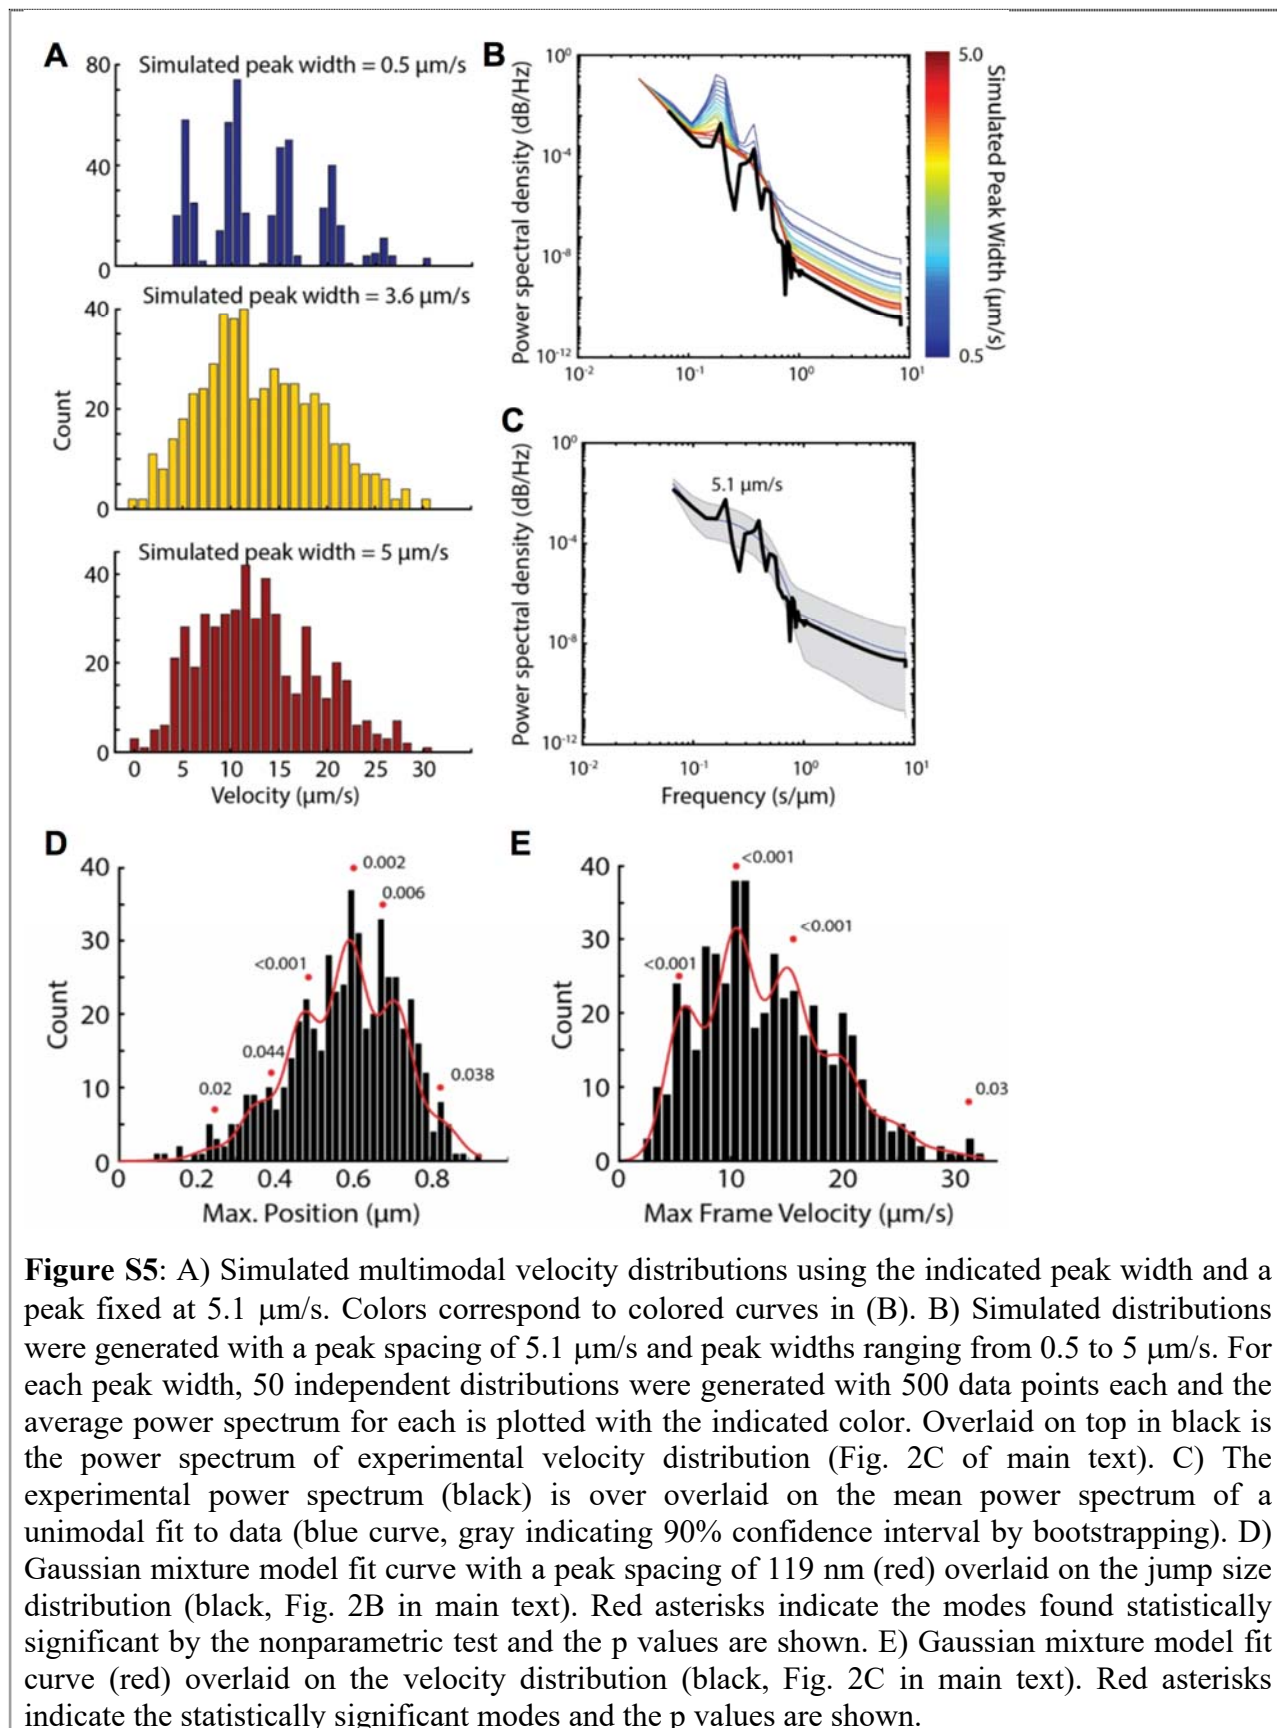 A
Simulated peak width = 0.5 μm/s
80
40
0
Simulated peak width = 3.6 μm/s
40
20
0
Count
Simulated peak width = 5 μm/s
40
20
0
0 5 10 15 20 25 30
Velocity (μm/s)
B
Power spectral density (dB/Hz)
10^0
10^-4
10^-8
10^-12
10^-2 10^-1 10^0 10^1
5.0
0.5
Simulated Peak Width (μm/s)
C
Power spectral density (dB/Hz)
10^0
10^-4
10^-8
10^-12
5.1 μm/s
10^-2 10^-1 10^0 10^1
Frequency (s/μm)
D
Count
40
30
20
10
0
0.02
0.044
<0.001
0.002
0.006
0.038
0 0.2 0.4 0.6 0.8
Max. Position (μm)
E
Count
40
30
20
10
0
<0.001
<0.001
<0.001
0.03
0 10 20 30
Max Frame Velocity (μm/s)
Figure S5: A) Simulated multimodal velocity distributions using the indicated peak width and a
peak fixed at 5.1 μm/s. Colors correspond to colored curves in (B). B) Simulated distributions
were generated with a peak spacing of 5.1 μm/s and peak widths ranging from 0.5 to 5 μm/s. For
each peak width, 50 independent distributions were generated with 500 data points each and the
average power spectrum for each is plotted with the indicated color. Overlaid on top in black is
the power spectrum of experimental velocity distribution (Fig. 2C of main text). C) The
experimental power spectrum (black) is over overlaid on the mean power spectrum of a
unimodal fit to data (blue curve, gray indicating 90% confidence interval by bootstrapping). D)
Gaussian mixture model fit curve with a peak spacing of 119 nm (red) overlaid on the jump size
distribution (black, Fig. 2B in main text). Red asterisks indicate the modes found statistically
significant by the nonparametric test and the p values are shown. E) Gaussian mixture model fit
curve (red) overlaid on the velocity distribution (black, Fig. 2C in main text). Red asterisks
indicate the statistically significant modes and the p values are shown.